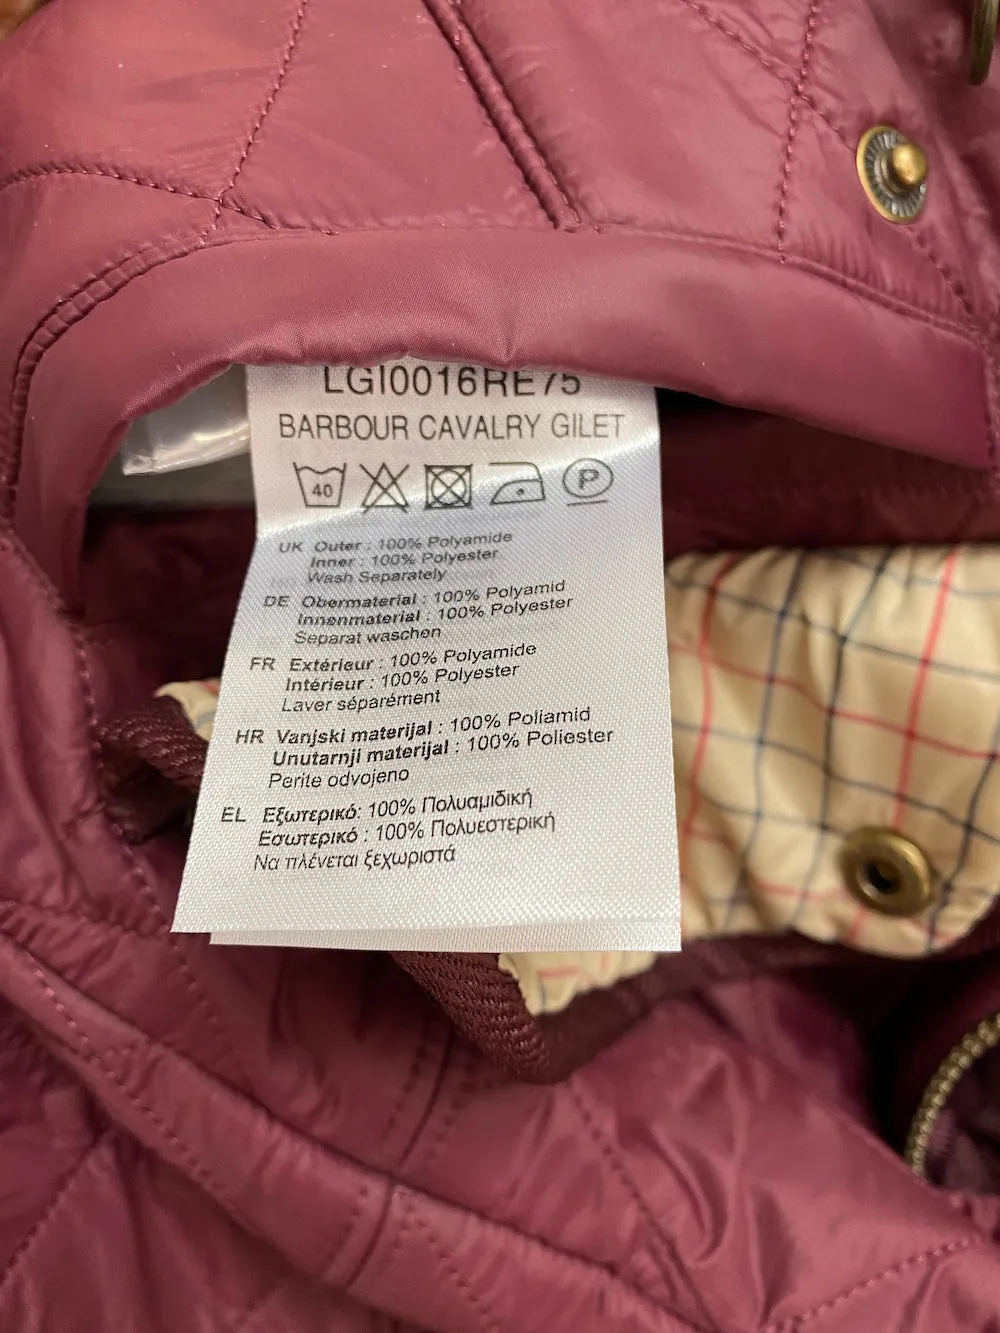 LGI0016RE75
BARBOUR CAVALRY GILET
40 P
UK Outer : 100% Polyamide
Inner : 100% Polyester
Wash Separately
DE Obermaterial : 100% Polyamid
Innenmaterial : 100% Polyester
Separat waschen
FR Extérieur : 100% Polyamide
Intérieur : 100% Polyester
Laver séparément
HR Vanjski materijal : 100% Poliamid
Unutarnji materijal : 100% Poliester
Perite odvojeno
EL Εξωτερικό: 100% Πολυαμιδική
Εσωτερικό : 100% Πολυεστερική
Να πλένεται ξεχωριστά